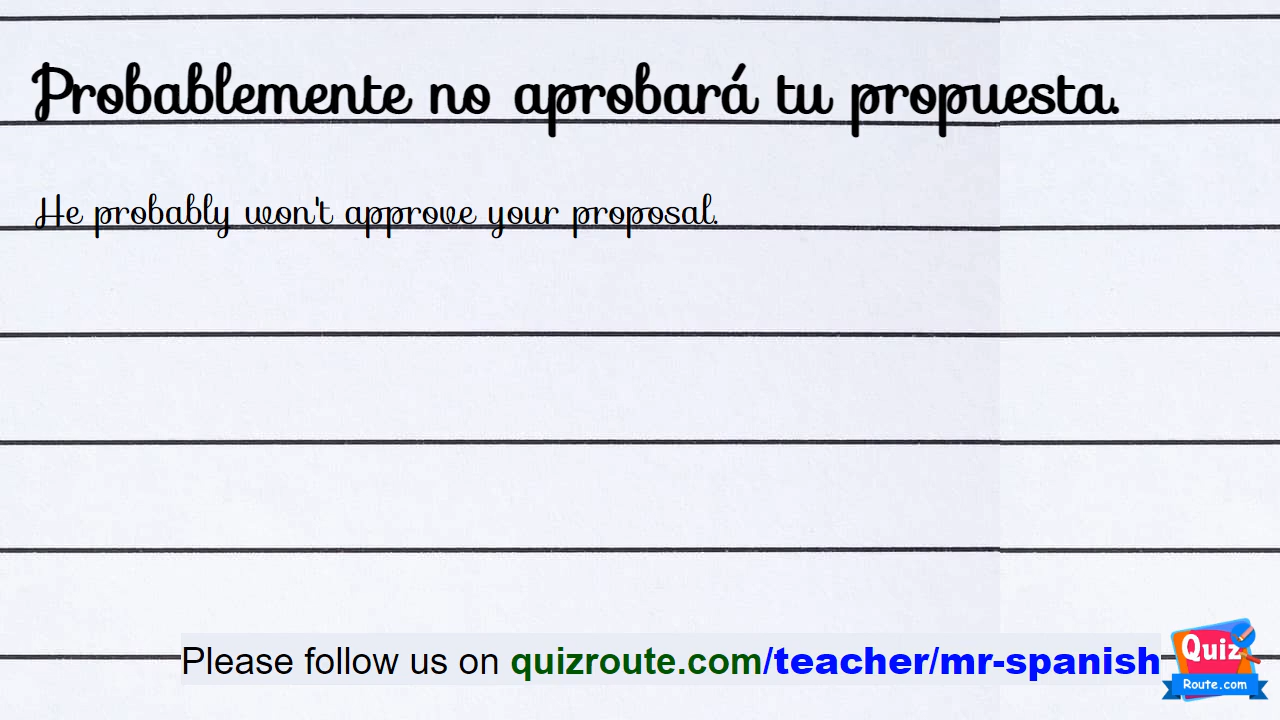 Probablemente no aprobará tu propuesta.
He probably won't approve your proposal.
Please follow us on quizroute.com/teacher/mr-spanish
Quiz
Route.com